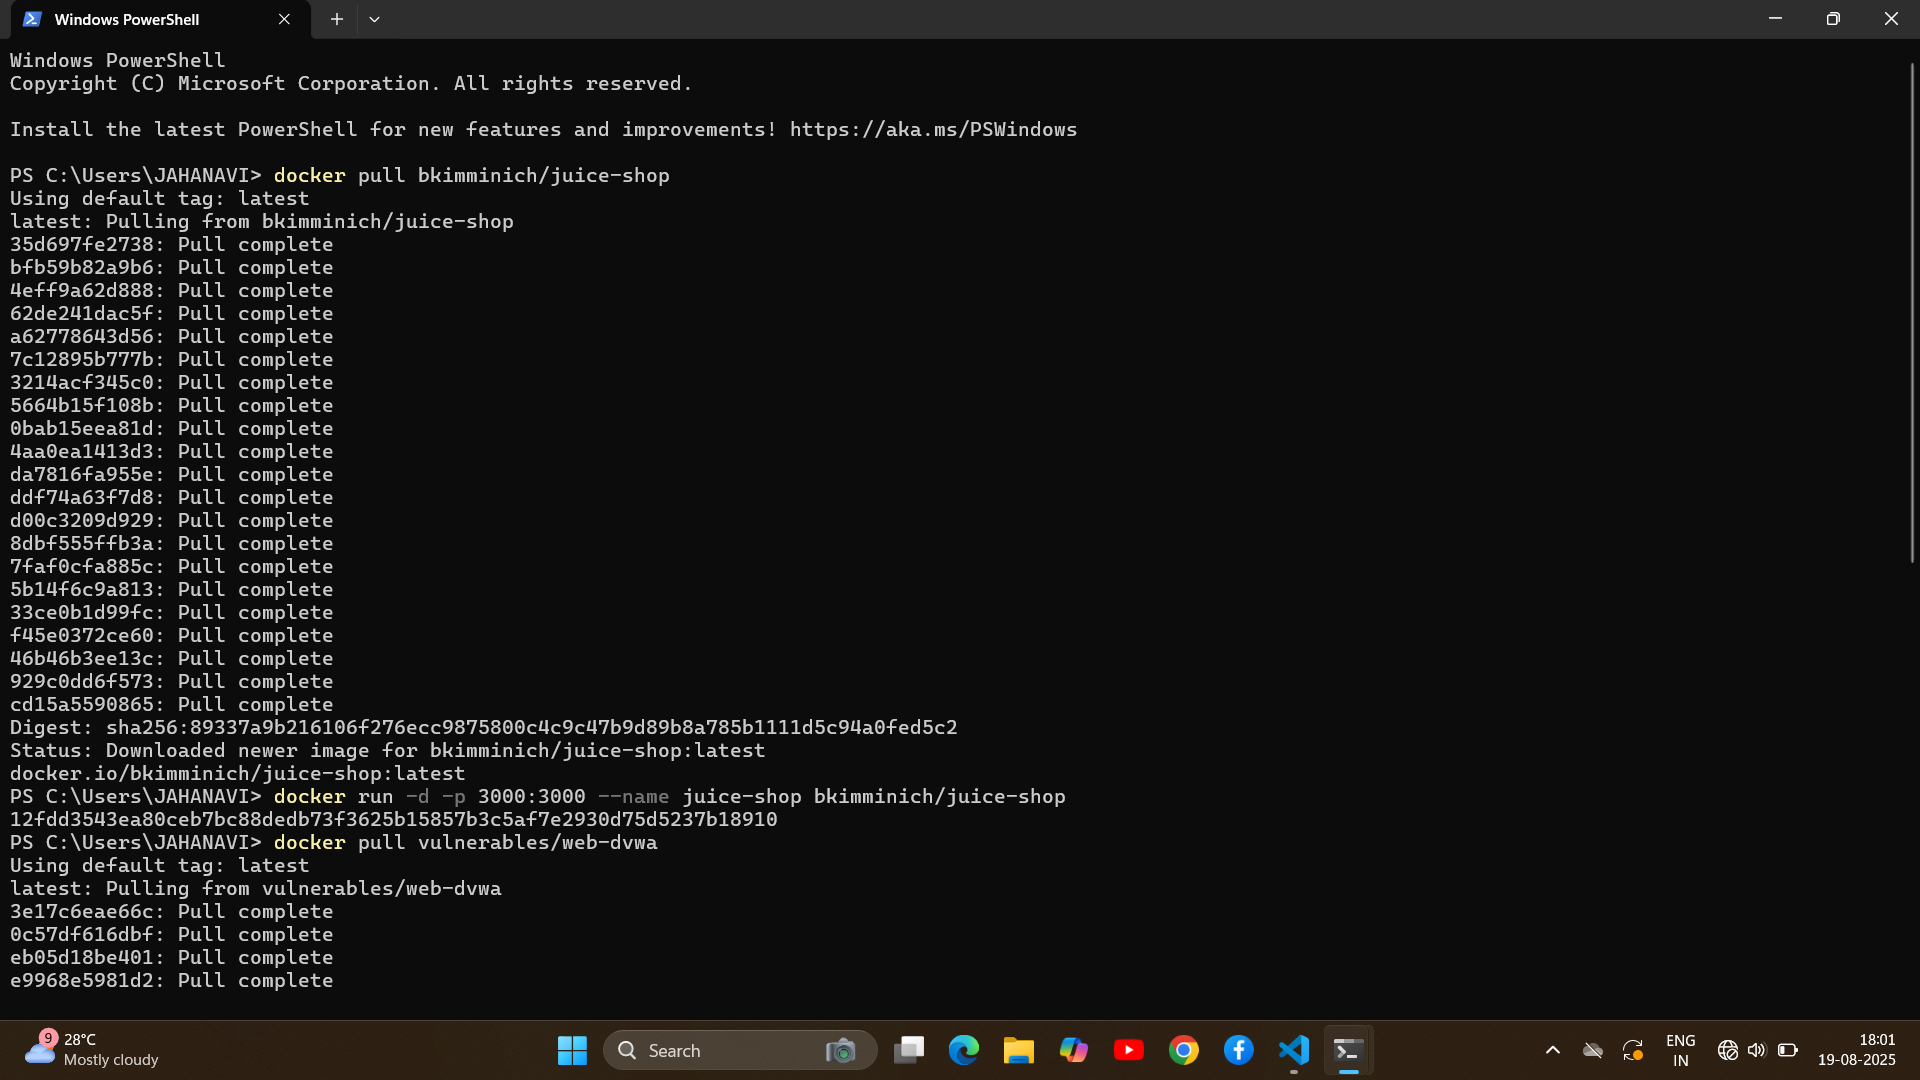 Windows PowerShell
Windows PowerShell
Copyright (C) Microsoft Corporation. All rights reserved.
Install the latest PowerShell for new features and improvements! https://aka.ms/PSWindows
PS C:\Users\JAHANAVI> docker pull bkimminich/juice-shop
Using default tag: latest
latest: Pulling from bkimminich/juice-shop
35d697fe2738: Pull complete
bfb59b82a9b6: Pull complete
4eff9a62d888: Pull complete
62de241dac5f: Pull complete
a62778643d56: Pull complete
7c12895b777b: Pull complete
3214acf345c0: Pull complete
5664b15f108b: Pull complete
0bab15eea81d: Pull complete
4aa0ea1413d3: Pull complete
da7816fa955e: Pull complete
ddf74a63f7d8: Pull complete
d00c3209d929: Pull complete
8dbf555ffb3a: Pull complete
7faf0cfa885c: Pull complete
5b14f6c9a813: Pull complete
33ce0b1d99fc: Pull complete
f45e0372ce60: Pull complete
46b46b3ee13c: Pull complete
929c0dd6f573: Pull complete
cd15a5590865: Pull complete
Digest: sha256:89337a9b216106f276ecc9875800c4c9c47b9d89b8a785b1111d5c94a0fed5c2
Status: Downloaded newer image for bkimminich/juice-shop:latest
docker.io/bkimminich/juice-shop:latest
PS C:\Users\JAHANAVI> docker run -d -p 3000:3000 --name juice-shop bkimminich/juice-shop
12fdd3543ea80ceb7bc88dedb73f3625b15857b3c5af7e2930d75d5237b18910
PS C:\Users\JAHANAVI> docker pull vulnerables/web-dvwa
Using default tag: latest
latest: Pulling from vulnerables/web-dvwa
3e17c6eae66c: Pull complete
0c57df616dbf: Pull complete
eb05d18be401: Pull complete
e9968e5981d2: Pull complete
9
28°C
Mostly cloudy
Search
ENG
IN
18:01
19-08-2025